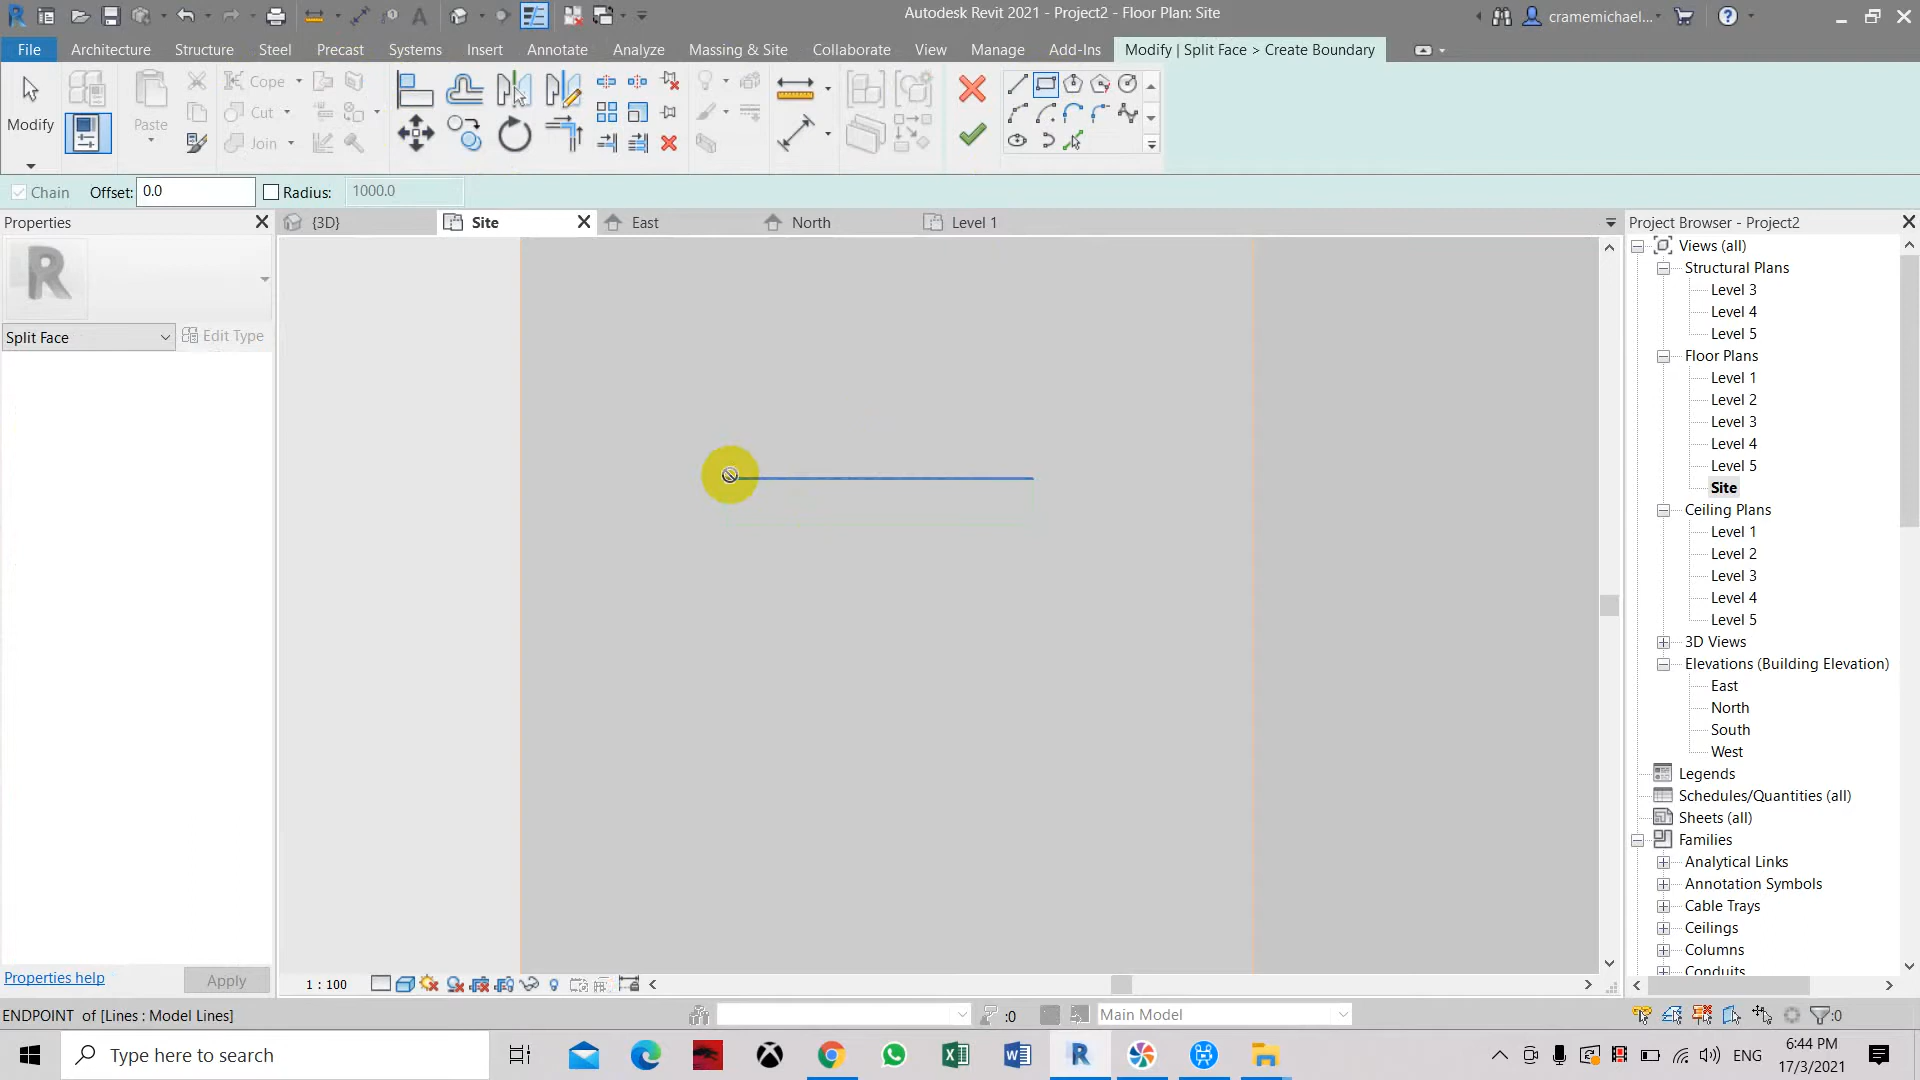 Autodesk Revit 2021 - Project2 - Floor Plan: Site
cramemichael...
File
Architecture
Structure
Steel
Precast
Systems
Insert
Annotate
Analyze
Massing & Site
Collaborate
View
Manage
Add-Ins
Modify | Split Face > Create Boundary
Modify
Paste
Cope
Cut
Join
Chain
Offset:
0.0
Radius:
1000.0
Properties
Split Face
Edit Type
Properties help
Apply
{3D}
Site
East
North
Level 1
Project Browser - Project2
Views (all)
Structural Plans
Level 3
Level 4
Level 5
Floor Plans
Level 1
Level 2
Level 3
Level 4
Level 5
Site
Ceiling Plans
Level 1
Level 2
Level 3
Level 4
Level 5
3D Views
Elevations (Building Elevation)
East
North
South
West
Legends
Schedules/Quantities (all)
Sheets (all)
Families
Analytical Links
Annotation Symbols
Cable Trays
Ceilings
Columns
Conduits
1 : 100
ENDPOINT of [Lines : Model Lines]
:0
Main Model
:0
Type here to search
ENG
6:44 PM
17/3/2021